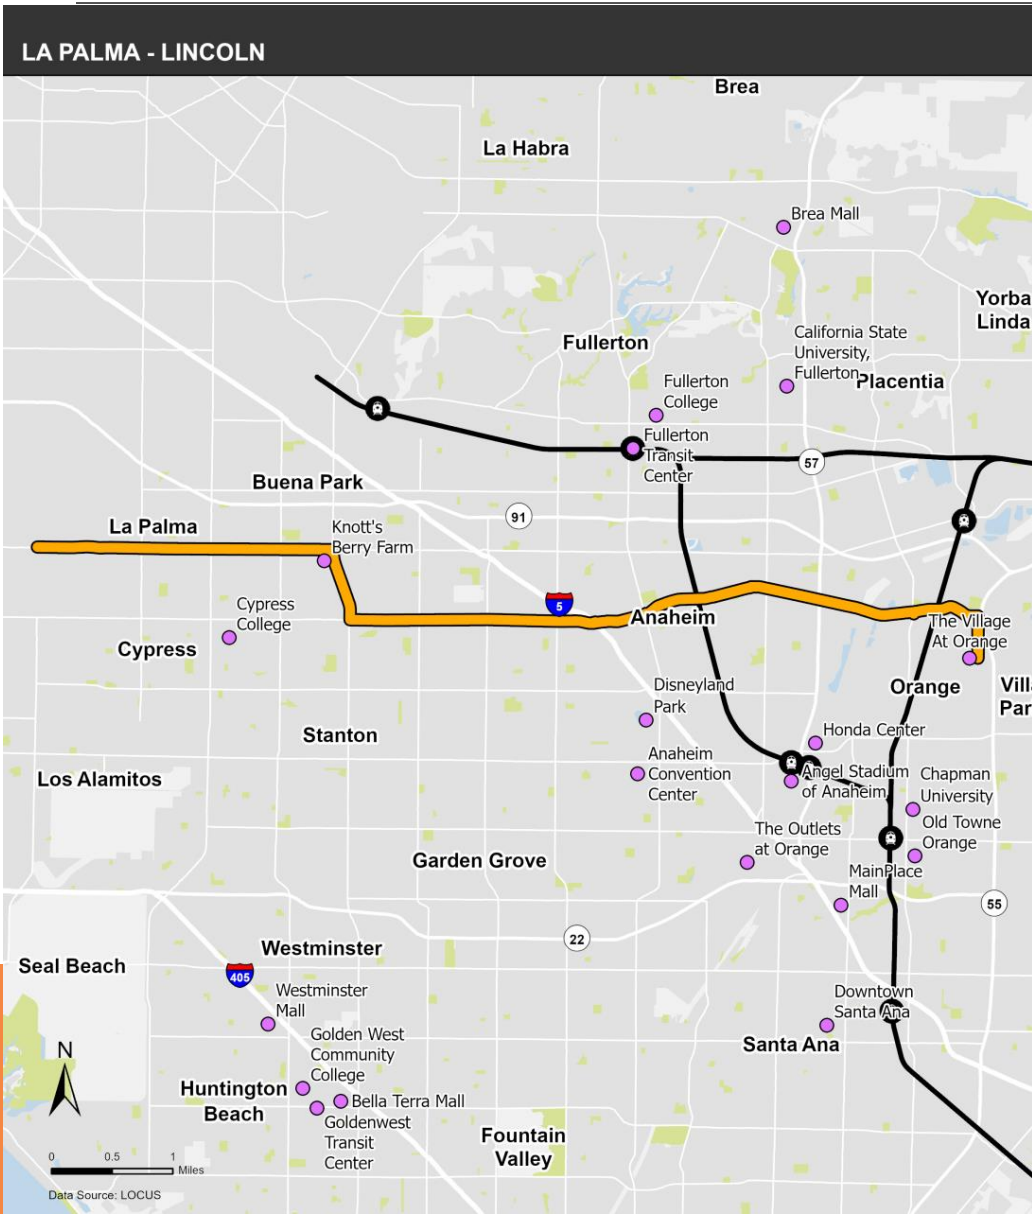 LA PALMA - LINCOLN
Brea
La Habra
Brea Mall
Yorba
Linda
Fullerton
California State
University,
Fullerton
Placentia
Fullerton
College
Fullerton
Transit
Center
57
Buena Park
91
La Palma
Knott's
Berry Farm
5
Cypress
College
Anaheim
The Village
At Orange
Cypress
Disneyland
Park
Orange
Vill
Par
Stanton
Honda Center
Los Alamitos
Anaheim
Convention
Center
Angel Stadium
of Anaheim
Chapman
University
Old Towne
Orange
The Outlets
at Orange
Garden Grove
MainPlace
Mall
55
22
Westminster
Seal Beach
405
Westminster
Mall
Downtown
Santa Ana
Santa Ana
Golden West
Community
College
N
Huntington
Beach
Bella Terra Mall
Goldenwest
Transit
Center
Fountain
Valley
0 0.5 1
Miles
Data Source: LOCUS